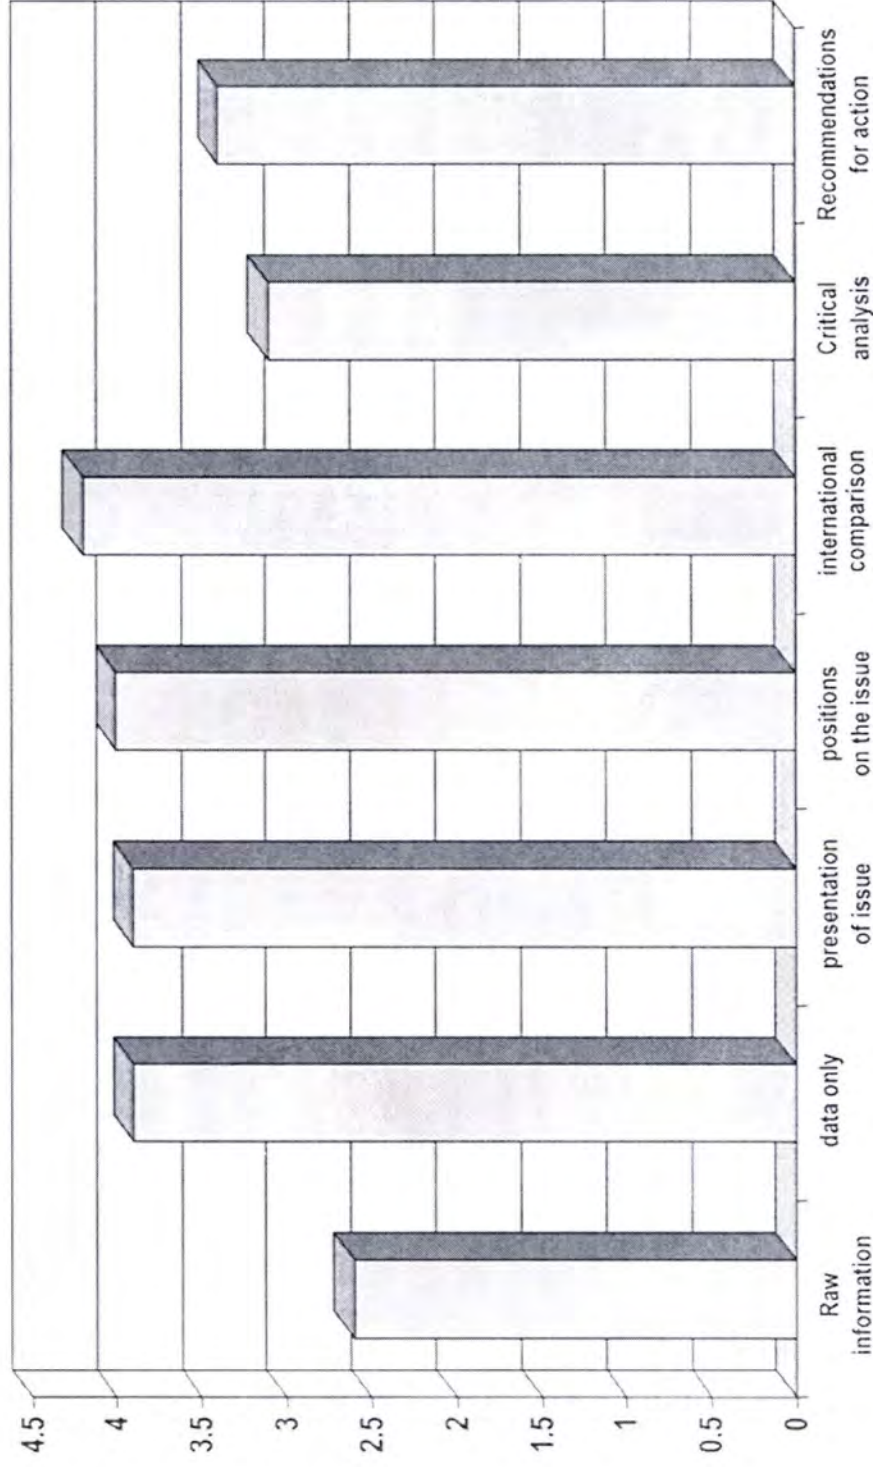 4.5
4
3.5
3
2.5
2
1.5
1
0.5
0
Raw
information
data only
presentation
of issue
positions
on the issue
international
comparison
Critical
analysis
Recommendations
for action